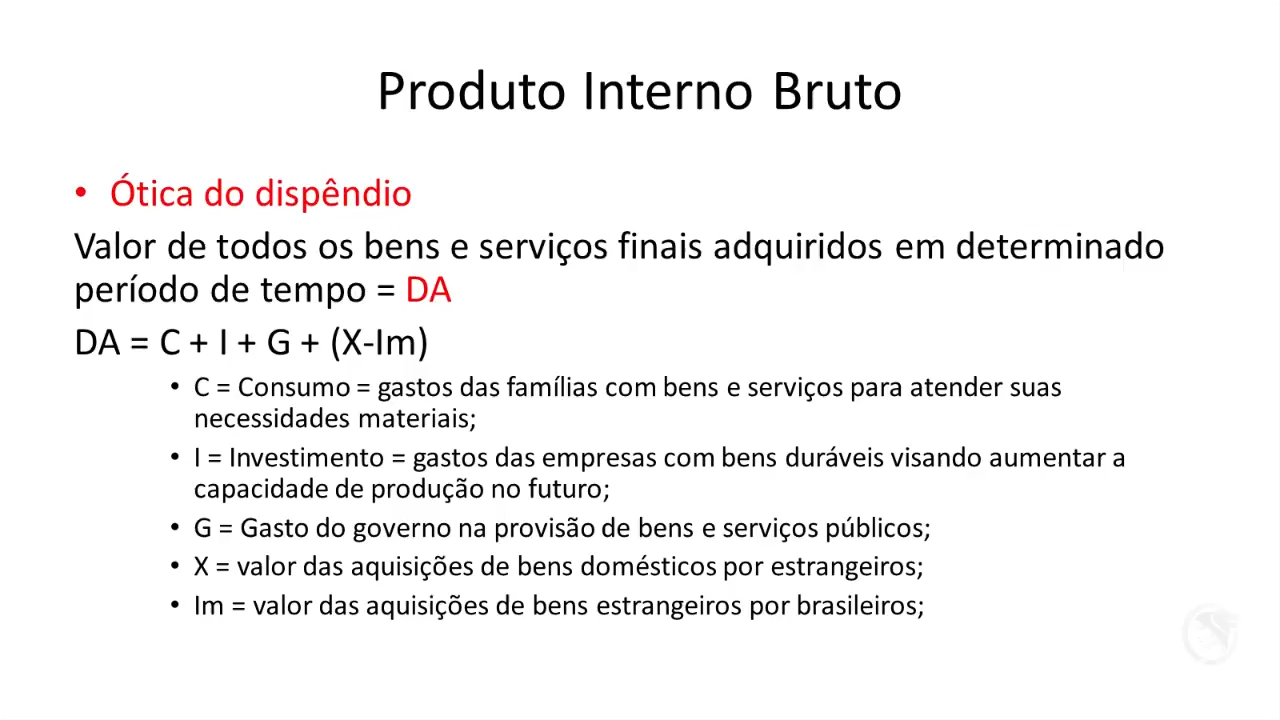 Produto Interno Bruto
• Ótica do dispêndio
Valor de todos os bens e serviços finais adquiridos em determinado
período de tempo = DA
DA = C + I + G + (X-Im)
• C = Consumo = gastos das famílias com bens e serviços para atender suas
necessidades materiais;
• I = Investimento = gastos das empresas com bens duráveis visando aumentar a
capacidade de produção no futuro;
• G = Gasto do governo na provisão de bens e serviços públicos;
• X = valor das aquisições de bens domésticos por estrangeiros;
• Im = valor das aquisições de bens estrangeiros por brasileiros;